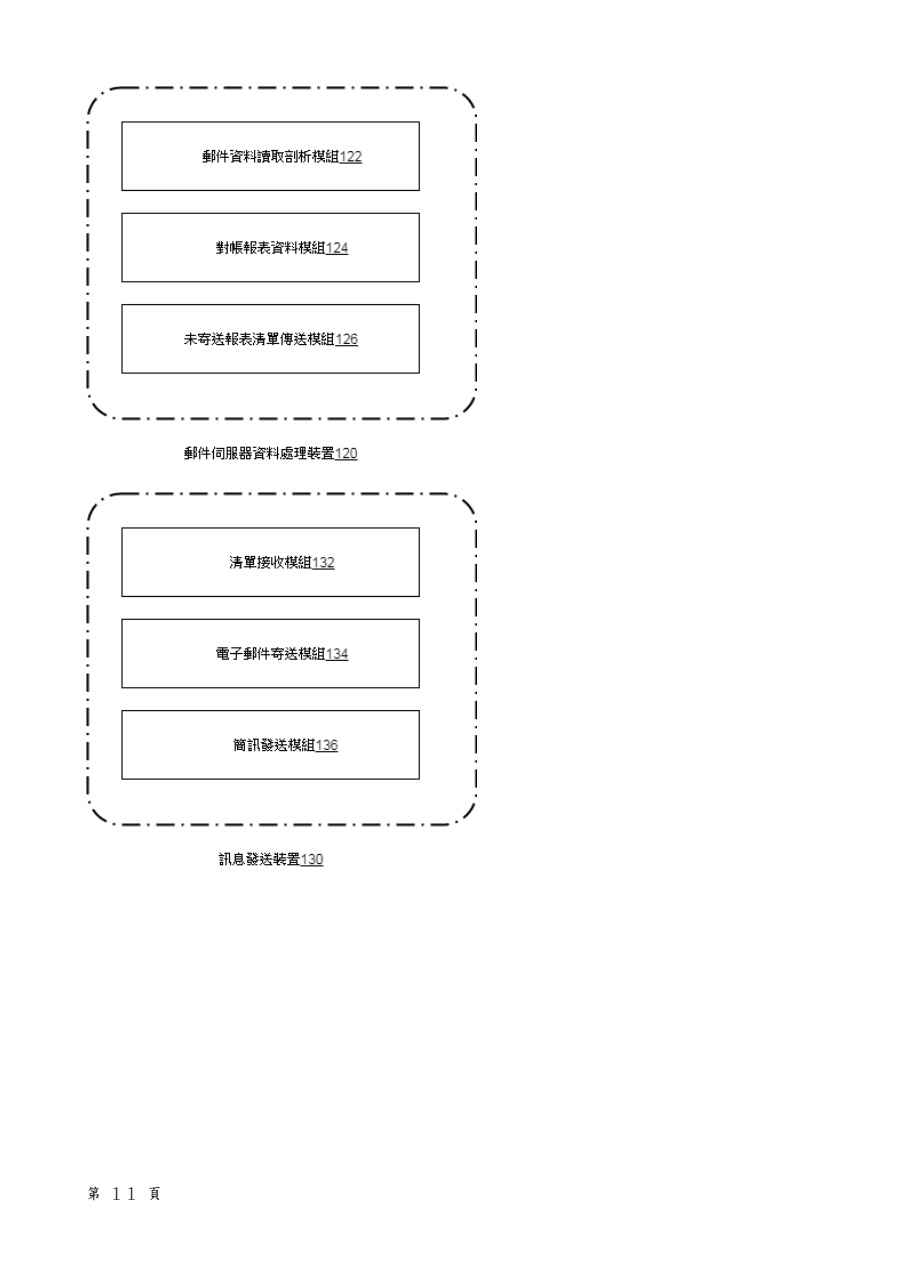 郵件資料讀取剖析模組122
對帳報表資料模組124
未寄送報表清單傳送模組126
郵件伺服器資料處理裝置120
清單接收模組132
電子郵件寄送模組134
簡訊發送模組136
訊息發送裝置130
第 11 頁